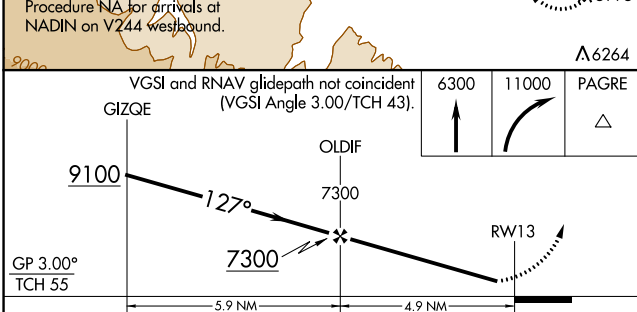 Procedure NA for arrivals at
NADIN on V244 westbound.
6264
9000
VGSI and RNAV glidepath not coincident
(VGSI Angle 3.00/TCH 43).
6300
11000
PAGRE
GIZQE
OLDIF
9100
7300
127°
RW13
7300
GP 3.00°
TCH 55
5.9 NM
4.9 NM